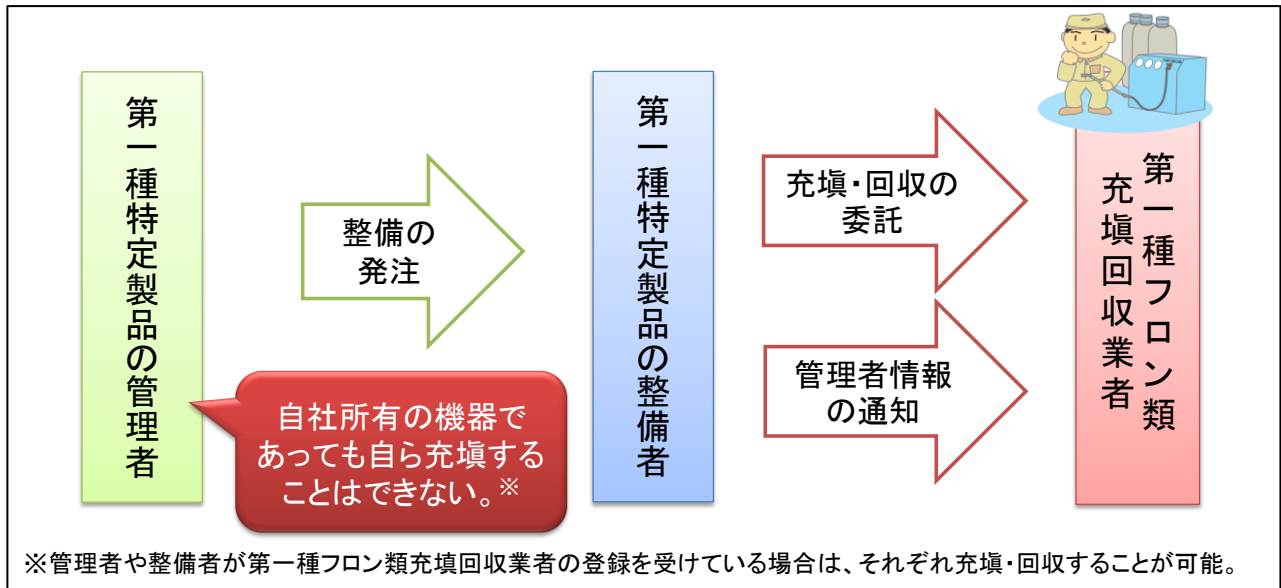 第一種特定製品の管理者
整備の
発注
自社所有の機器で
あっても自ら充塡する
ことはできない。※
第一種特定製品の整備者
充塡・回収の
委託
管理者情報
の通知
第一種フロン類
充塡回収業者
※管理者や整備者が第一種フロン類充塡回収業者の登録を受けている場合は、それぞれ充塡・回収することが可能。